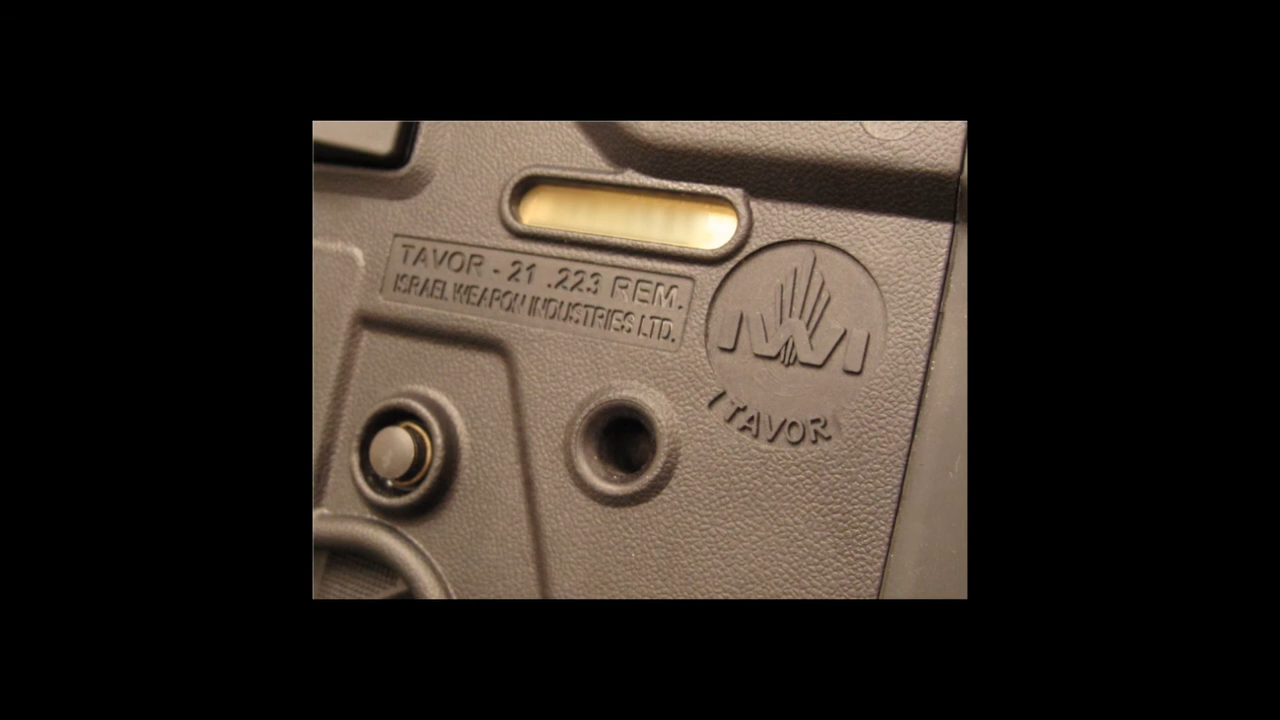 TAVOR - 21 .223 REM.
ISRAEL WEAPON INDUSTRIES LTD.
IWI
TAVOR